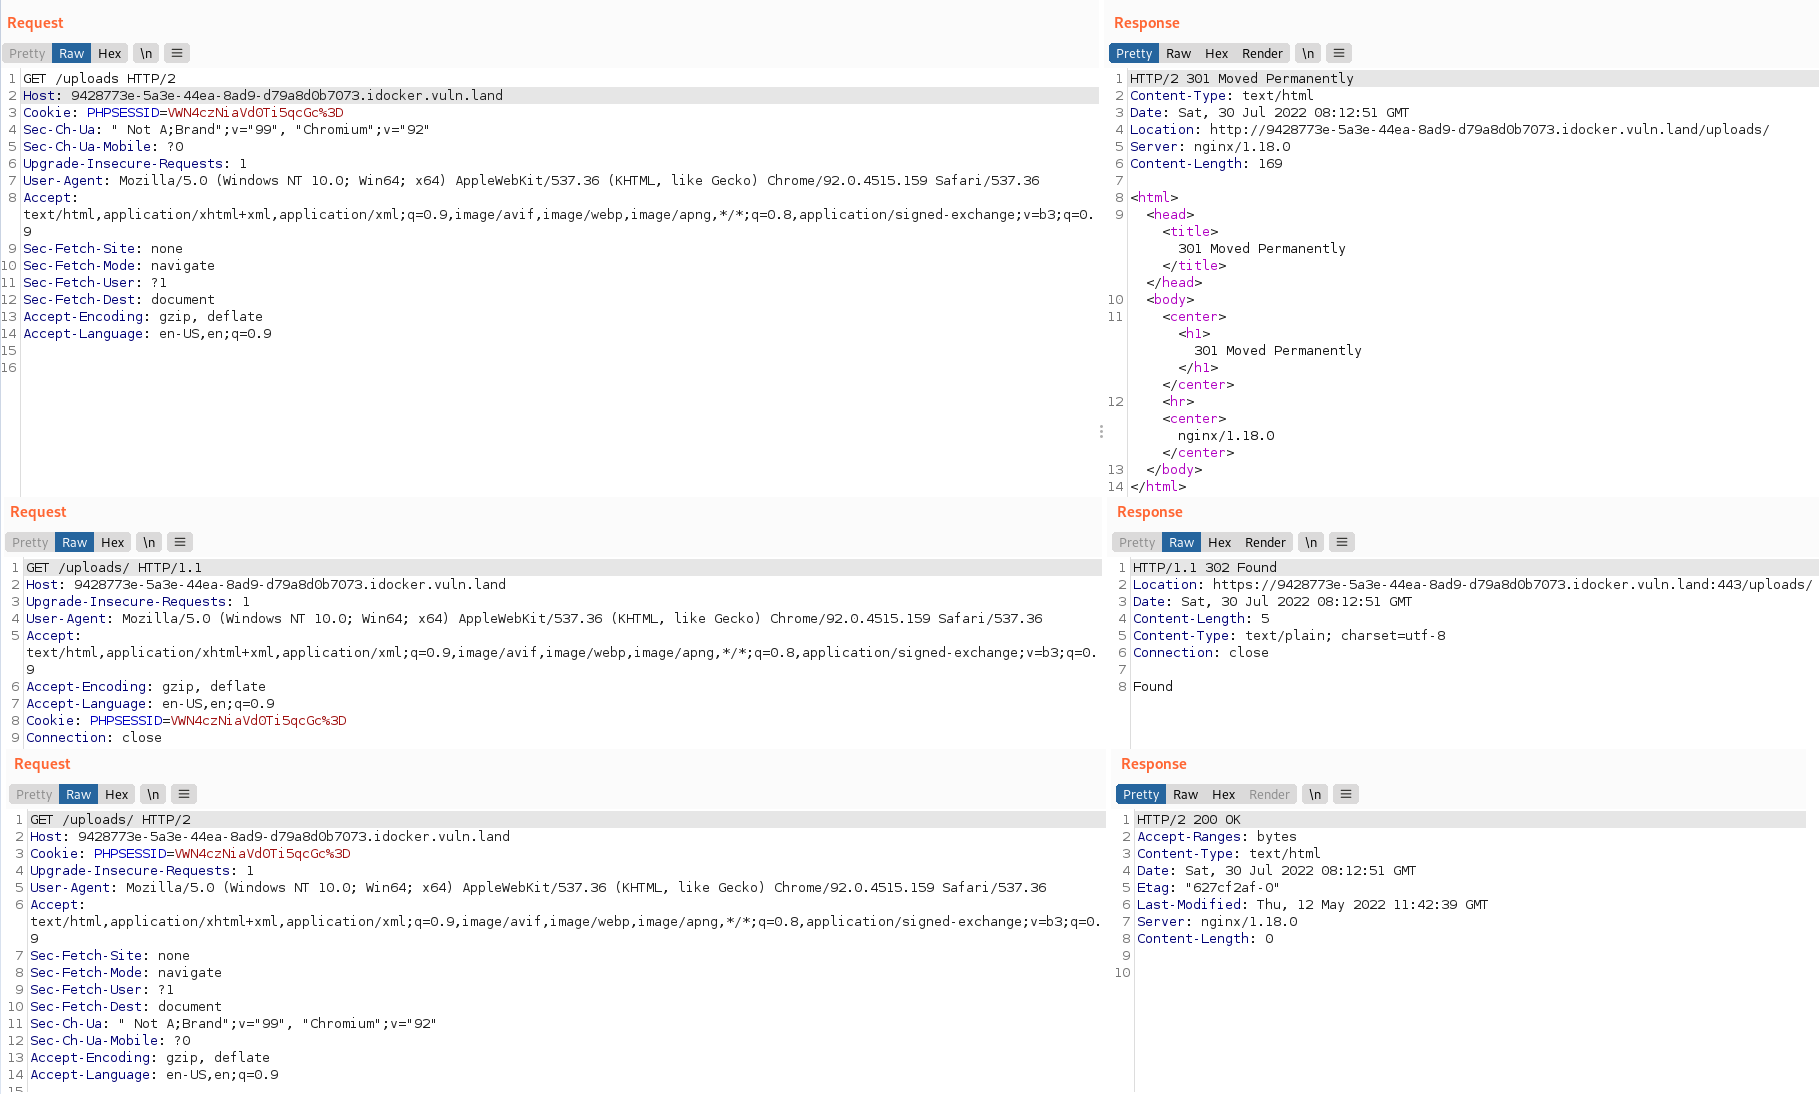 Request
Pretty Raw Hex \n ≡
1 GET /uploads HTTP/2
2 Host: 9428773e-5a3e-44ea-8ad9-d79a8d0b7073.idocker.vuln.land
3 Cookie: PHPSESSID=VWN4czNiaVd0Ti5qcGc%3D
4 Sec-Ch-Ua: " Not A;Brand";v="99", "Chromium";v="92"
5 Sec-Ch-Ua-Mobile: ?0
6 Upgrade-Insecure-Requests: 1
7 User-Agent: Mozilla/5.0 (Windows NT 10.0; Win64; x64) AppleWebKit/537.36 (KHTML, like Gecko) Chrome/92.0.4515.159 Safari/537.36
8 Accept:
text/html,application/xhtml+xml,application/xml;q=0.9,image/avif,image/webp,image/apng,*/*;q=0.8,application/signed-exchange;v=b3;q=0.
9
9 Sec-Fetch-Site: none
10 Sec-Fetch-Mode: navigate
11 Sec-Fetch-User: ?1
12 Sec-Fetch-Dest: document
13 Accept-Encoding: gzip, deflate
14 Accept-Language: en-US,en;q=0.9
15
16
Response
Pretty Raw Hex Render \n ≡
1 HTTP/2 301 Moved Permanently
2 Content-Type: text/html
3 Date: Sat, 30 Jul 2022 08:12:51 GMT
4 Location: http://9428773e-5a3e-44ea-8ad9-d79a8d0b7073.idocker.vuln.land/uploads/
5 Server: nginx/1.18.0
6 Content-Length: 169
7
8 <html>
9 <head>
<title>
301 Moved Permanently
</title>
</head>
10 <body>
11 <center>
<h1>
301 Moved Permanently
</h1>
</center>
12 <hr>
<center>
nginx/1.18.0
</center>
13 </body>
14 </html>
Request
Pretty Raw Hex \n ≡
1 GET /uploads/ HTTP/1.1
2 Host: 9428773e-5a3e-44ea-8ad9-d79a8d0b7073.idocker.vuln.land
3 Upgrade-Insecure-Requests: 1
4 User-Agent: Mozilla/5.0 (Windows NT 10.0; Win64; x64) AppleWebKit/537.36 (KHTML, like Gecko) Chrome/92.0.4515.159 Safari/537.36
5 Accept:
text/html,application/xhtml+xml,application/xml;q=0.9,image/avif,image/webp,image/apng,*/*;q=0.8,application/signed-exchange;v=b3;q=0.
9
6 Accept-Encoding: gzip, deflate
7 Accept-Language: en-US,en;q=0.9
8 Cookie: PHPSESSID=VWN4czNiaVd0Ti5qcGc%3D
9 Connection: close
Response
Pretty Raw Hex Render \n ≡
1 HTTP/1.1 302 Found
2 Location: https://9428773e-5a3e-44ea-8ad9-d79a8d0b7073.idocker.vuln.land:443/uploads/
3 Date: Sat, 30 Jul 2022 08:12:51 GMT
4 Content-Length: 5
5 Content-Type: text/plain; charset=utf-8
6 Connection: close
7
8 Found
Request
Pretty Raw Hex \n ≡
1 GET /uploads/ HTTP/2
2 Host: 9428773e-5a3e-44ea-8ad9-d79a8d0b7073.idocker.vuln.land
3 Cookie: PHPSESSID=VWN4czNiaVd0Ti5qcGc%3D
4 Upgrade-Insecure-Requests: 1
5 User-Agent: Mozilla/5.0 (Windows NT 10.0; Win64; x64) AppleWebKit/537.36 (KHTML, like Gecko) Chrome/92.0.4515.159 Safari/537.36
6 Accept:
text/html,application/xhtml+xml,application/xml;q=0.9,image/avif,image/webp,image/apng,*/*;q=0.8,application/signed-exchange;v=b3;q=0.
9
7 Sec-Fetch-Site: none
8 Sec-Fetch-Mode: navigate
9 Sec-Fetch-User: ?1
10 Sec-Fetch-Dest: document
11 Sec-Ch-Ua: " Not A;Brand";v="99", "Chromium";v="92"
12 Sec-Ch-Ua-Mobile: ?0
13 Accept-Encoding: gzip, deflate
14 Accept-Language: en-US,en;q=0.9
15
Response
Pretty Raw Hex Render \n ≡
1 HTTP/2 200 OK
2 Accept-Ranges: bytes
3 Content-Type: text/html
4 Date: Sat, 30 Jul 2022 08:12:51 GMT
5 Etag: "627cf2af-0"
6 Last-Modified: Thu, 12 May 2022 11:42:39 GMT
7 Server: nginx/1.18.0
8 Content-Length: 0
9
10